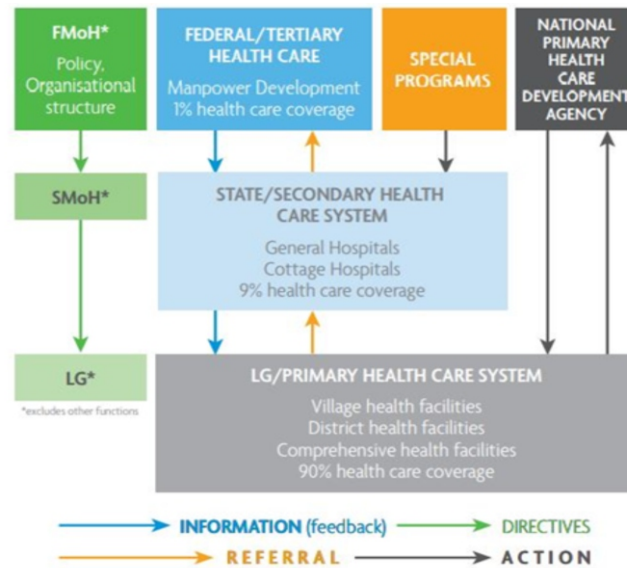 FMoH*
Policy,
Organisational
structure
FEDERAL/TERTIARY
HEALTH CARE
Manpower Development
1% health care coverage
SPECIAL
PROGRAMS
NATIONAL
PRIMARY
HEALTH
CARE
DEVELOPMENT
AGENCY
SMoH*
STATE/SECONDARY HEALTH
CARE SYSTEM
General Hospitals
Cottage Hospitals
9% health care coverage
LG*
*excludes other functions
LG/PRIMARY HEALTH CARE SYSTEM
Village health facilities
District health facilities
Comprehensive health facilities
90% health care coverage
INFORMATION (feedback)
DIRECTIVES
REFERRAL
ACTION